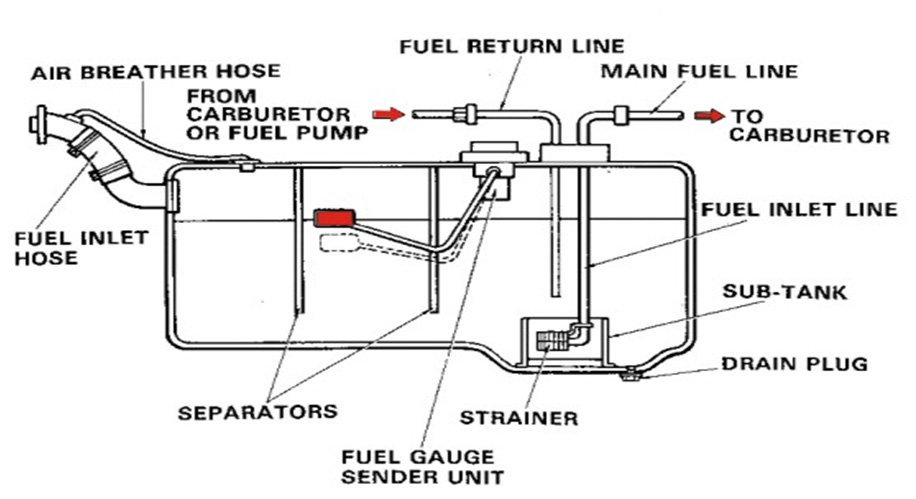 FUEL RETURN LINE
AIR BREATHER HOSE
MAIN FUEL LINE
FROM
CARBURETOR
OR FUEL PUMP
TO
CARBURETOR
FUEL INLET LINE
FUEL INLET
HOSE
SUB-TANK
DRAIN PLUG
SEPARATORS
STRAINER
FUEL GAUGE
SENDER UNIT